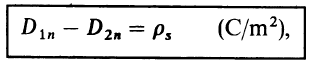 D₁ₙ − D₂ₙ = ρₛ (C/m²),